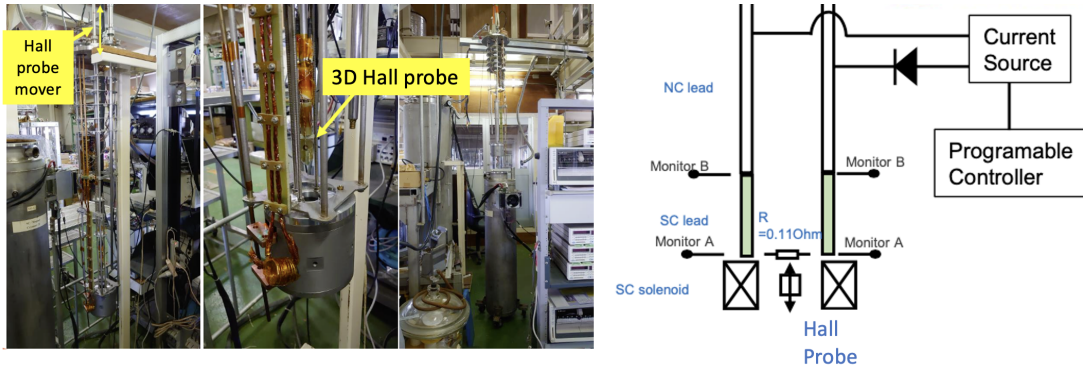 Hall
probe
mover
3D Hall probe
NC lead
Monitor B
SC lead
Monitor A
SC solenoid
R
=0.11Ohm
Monitor B
Monitor A
Hall
Probe
Current
Source
Programable
Controller